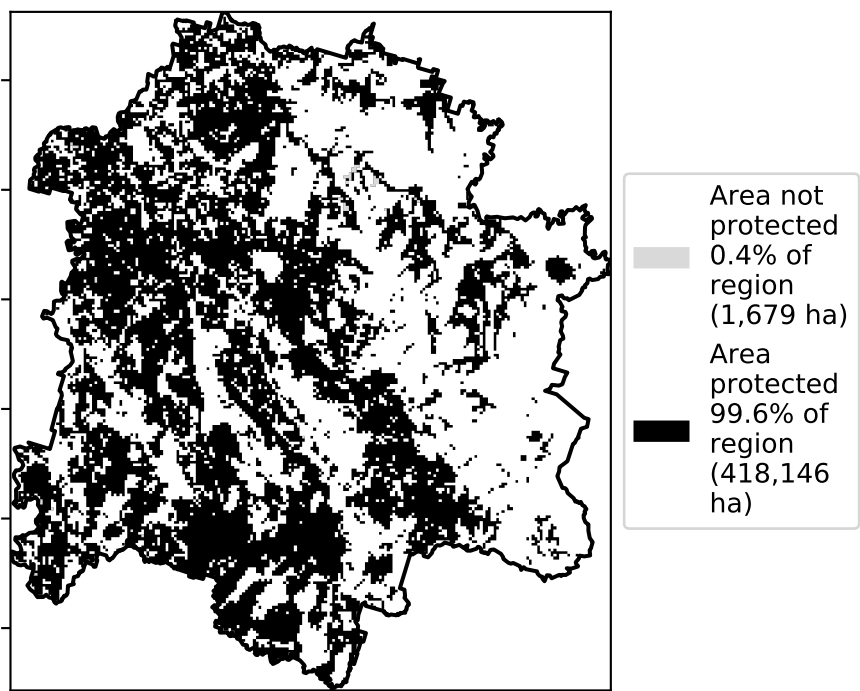 Area not
protected
0.4% of
region
(1,679 ha)
Area
protected
99.6% of
region
(418,146
ha)